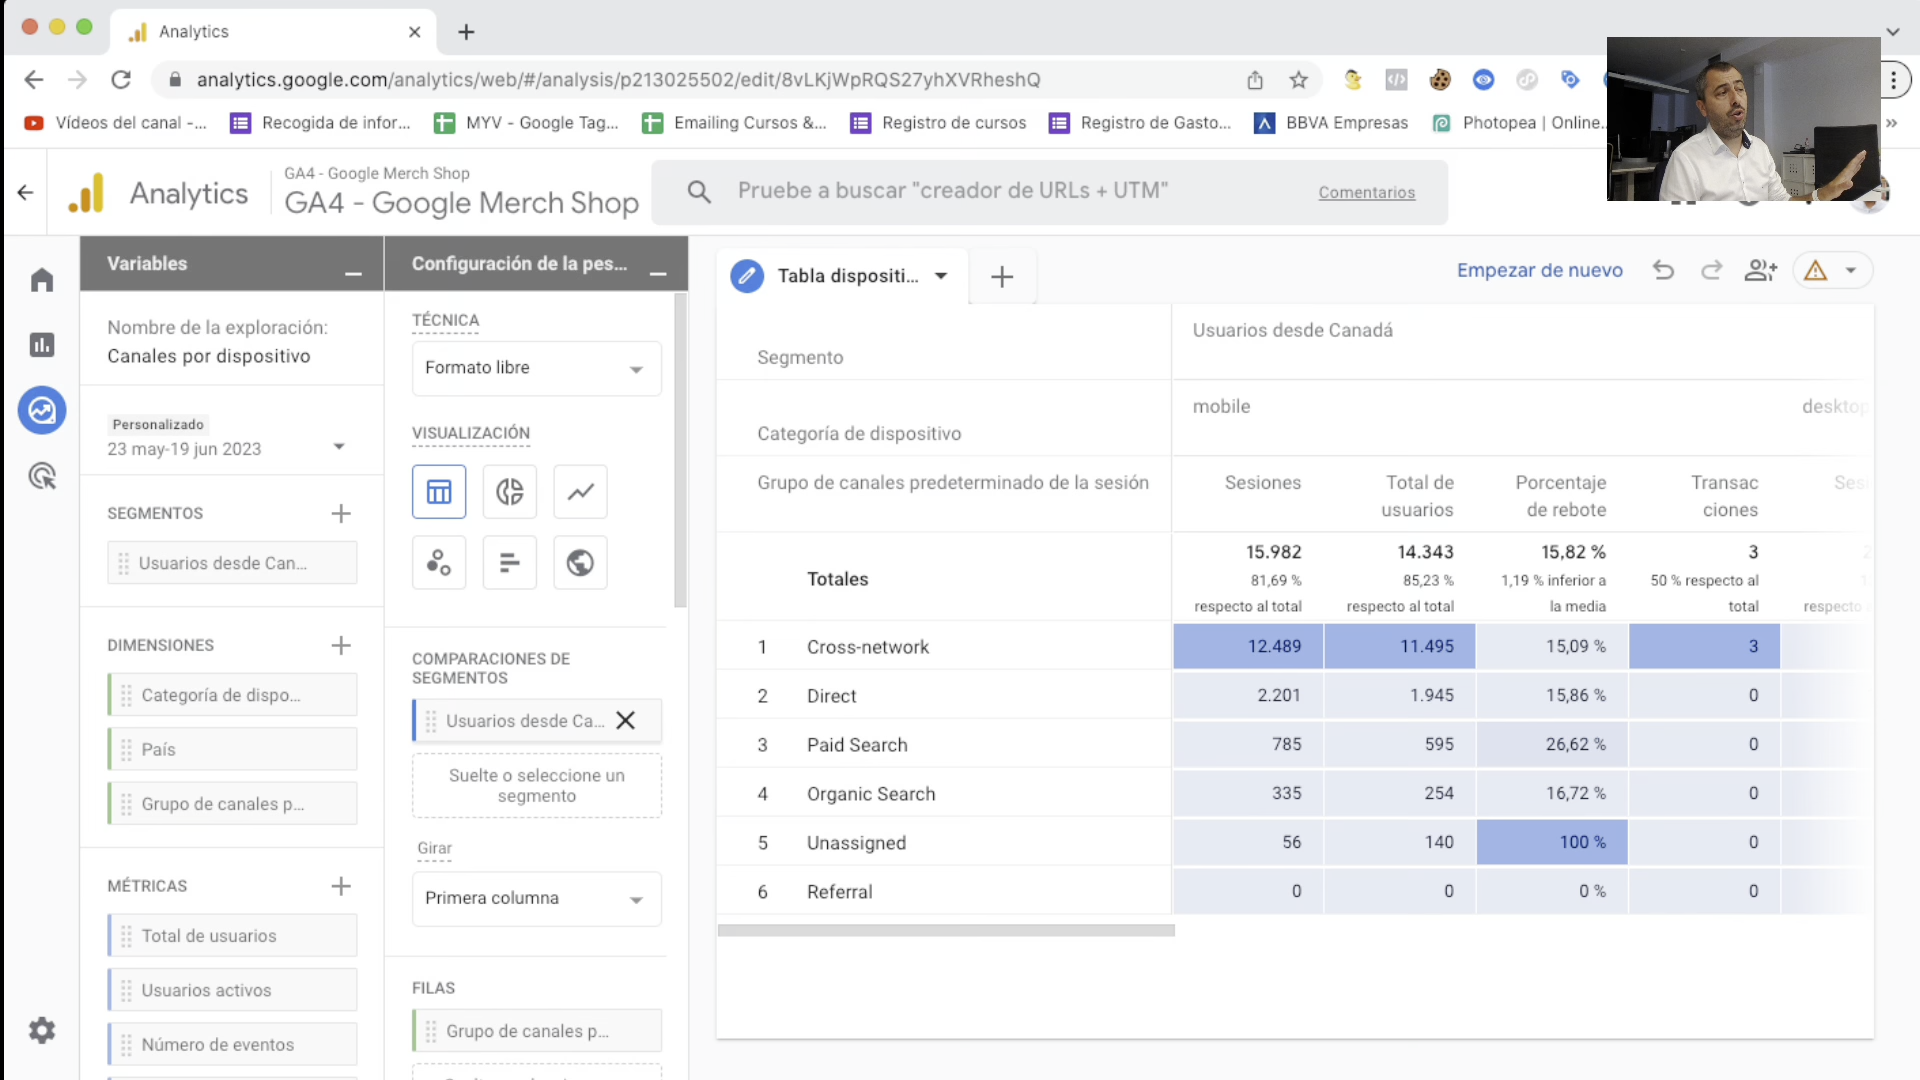 Analytics
analytics.google.com/analytics/web/#/analysis/p213025502/edit/8vLKjWpRQS27yhXVRheshQ
Vídeos del canal -...
Recogida de infor...
MYV - Google Tag...
Emailing Cursos &...
Registro de cursos
Registro de Gasto...
BBVA Empresas
Photopea | Online...
Analytics
GA4 - Google Merch Shop
GA4 - Google Merch Shop
Pruebe a buscar "creador de URLs + UTM"
Comentarios
Variables
Nombre de la exploración:
Canales por dispositivo
Personalizado
23 may-19 jun 2023
SEGMENTOS
Usuarios desde Can...
DIMENSIONES
Categoría de dispo...
País
Grupo de canales p...
MÉTRICAS
Total de usuarios
Usuarios activos
Número de eventos
Configuración de la pes...
TÉCNICA
Formato libre
VISUALIZACIÓN
COMPARACIONES DE
SEGMENTOS
Usuarios desde Ca...
Suelte o seleccione un
segmento
Girar
Primera columna
FILAS
Grupo de canales p...
Tabla dispositi...
Empezar de nuevo
Segmento
Usuarios desde Canadá
Categoría de dispositivo
mobile
desktop
Grupo de canales predeterminado de la sesión
Sesiones
Total de
usuarios
Porcentaje
de rebote
Transac
ciones
Totales
15.982
81,69 %
respecto al total
14.343
85,23 %
respecto al total
15,82 %
1,19 % inferior a
la media
3
50 % respecto al
total
respecto
1 Cross-network 12.489 11.495 15,09 % 3
2 Direct 2.201 1.945 15,86 % 0
3 Paid Search 785 595 26,62 % 0
4 Organic Search 335 254 16,72 % 0
5 Unassigned 56 140 100 % 0
6 Referral 0 0 0 % 0